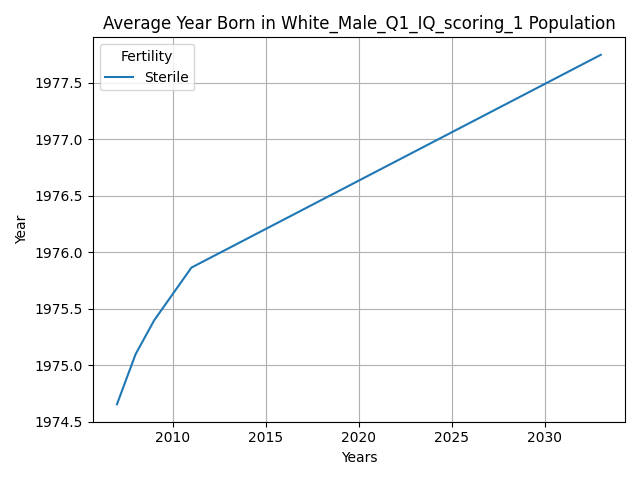 Average Year Born in White_Male_Q1_IQ_scoring_1 Population
Fertility
Sterile
1977.5
1977.0
1976.5
1976.0
1975.5
1975.0
1974.5
Year
2010 2015 2020 2025 2030
Years